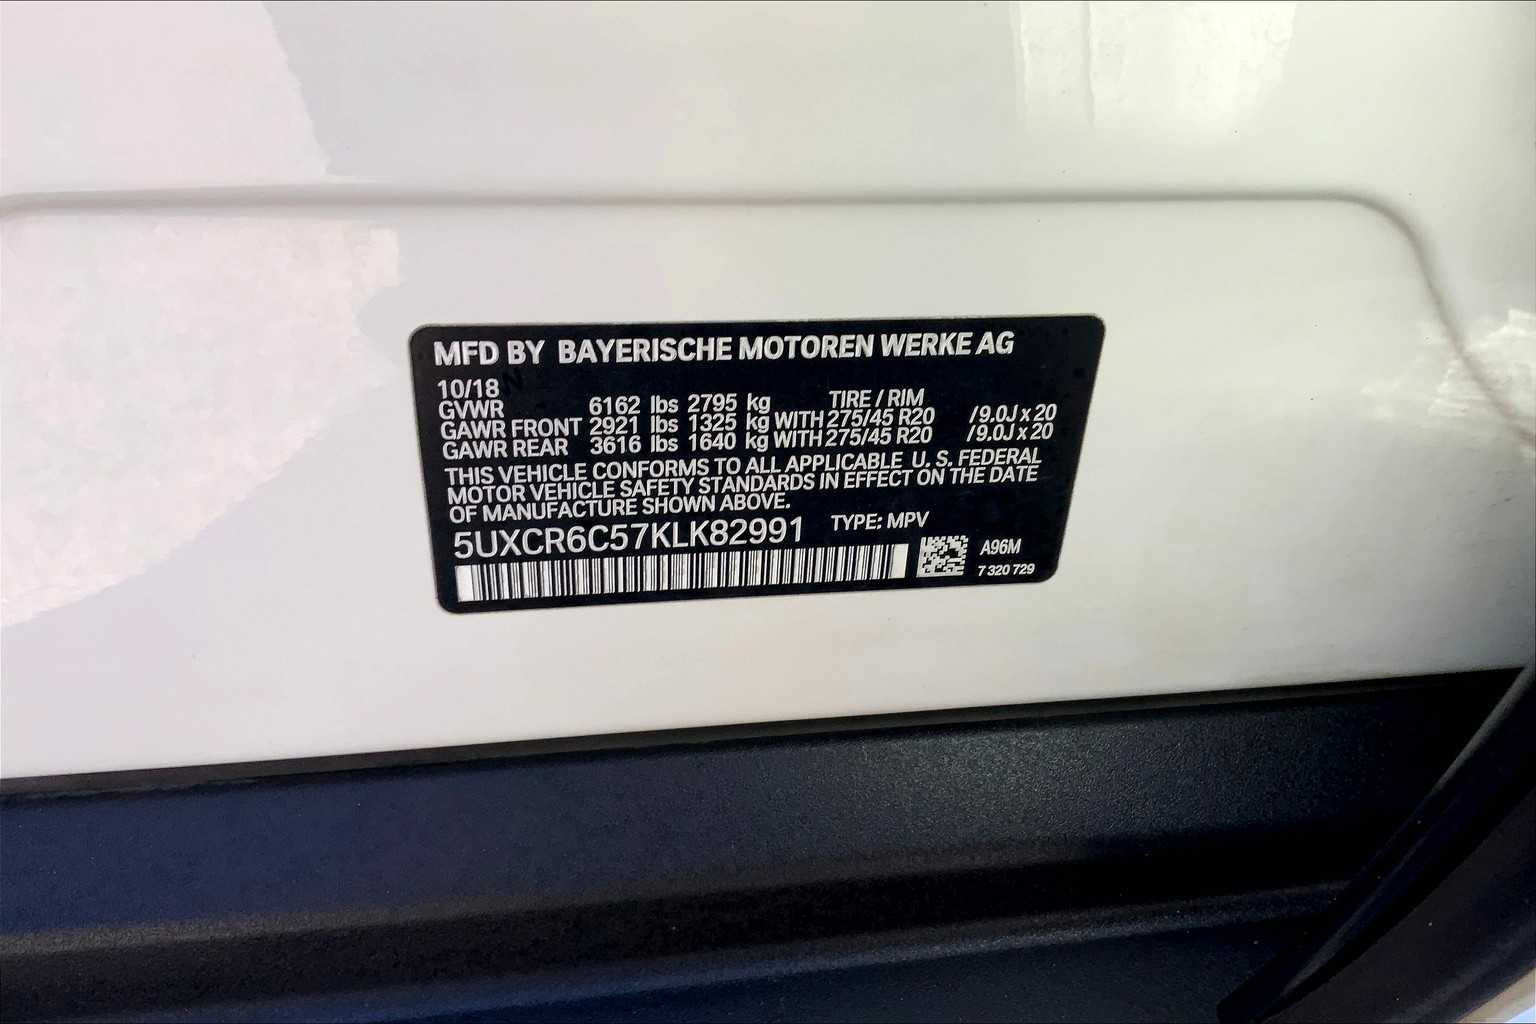 MFD BY BAYERISCHE MOTOREN WERKE AG
10/18
GVWR 6162 lbs 2795 kg TIRE / RIM
GAWR FRONT 2921 lbs 1325 kg WITH 275/45 R20 /9.0J x 20
GAWR REAR 3616 lbs 1640 kg WITH 275/45 R20 /9.0J x 20
THIS VEHICLE CONFORMS TO ALL APPLICABLE U. S. FEDERAL
MOTOR VEHICLE SAFETY STANDARDS IN EFFECT ON THE DATE
OF MANUFACTURE SHOWN ABOVE.
5UXCR6C57KLK82991 TYPE: MPV
A96M
7 320 729